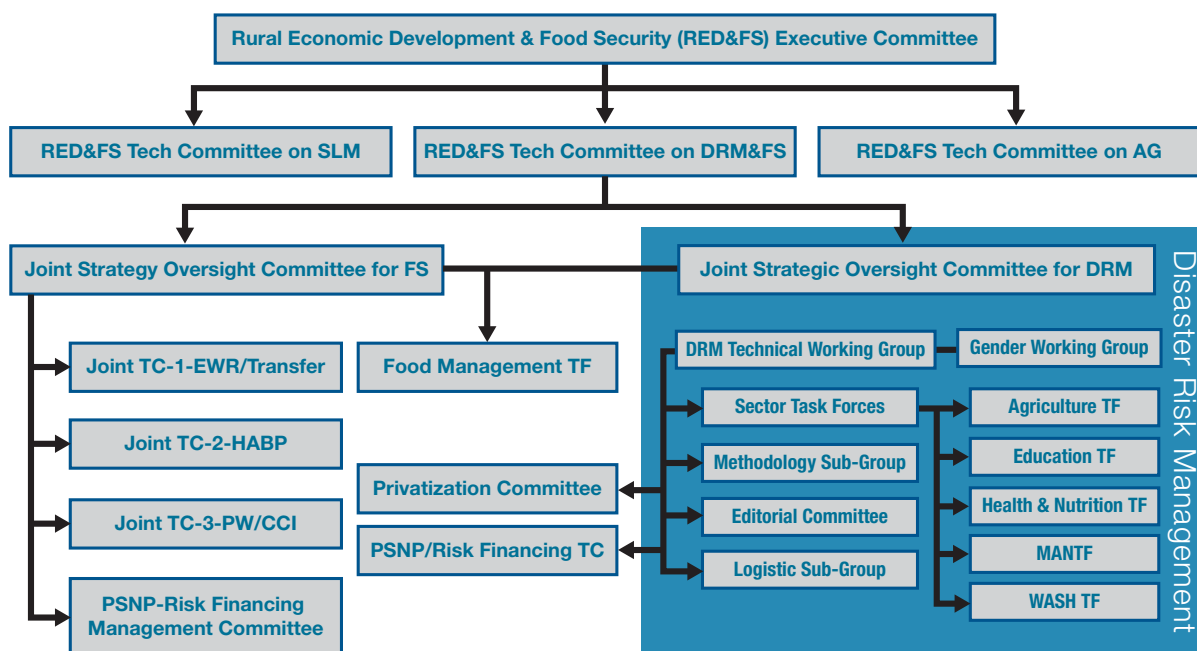 Rural Economic Development & Food Security (RED&FS) Executive Committee
RED&FS Tech Committee on SLM
RED&FS Tech Committee on DRM&FS
RED&FS Tech Committee on AG
Joint Strategy Oversight Committee for FS
Joint Strategic Oversight Committee for DRM
Disaster Risk Management
Joint TC-1-EWR/Transfer
Joint TC-2-HABP
Joint TC-3-PW/CCI
PSNP-Risk Financing
Management Committee
Food Management TF
Privatization Committee
PSNP/Risk Financing TC
DRM Technical Working Group
Gender Working Group
Sector Task Forces
Methodology Sub-Group
Editorial Committee
Logistic Sub-Group
Agriculture TF
Education TF
Health & Nutrition TF
MANTF
WASH TF